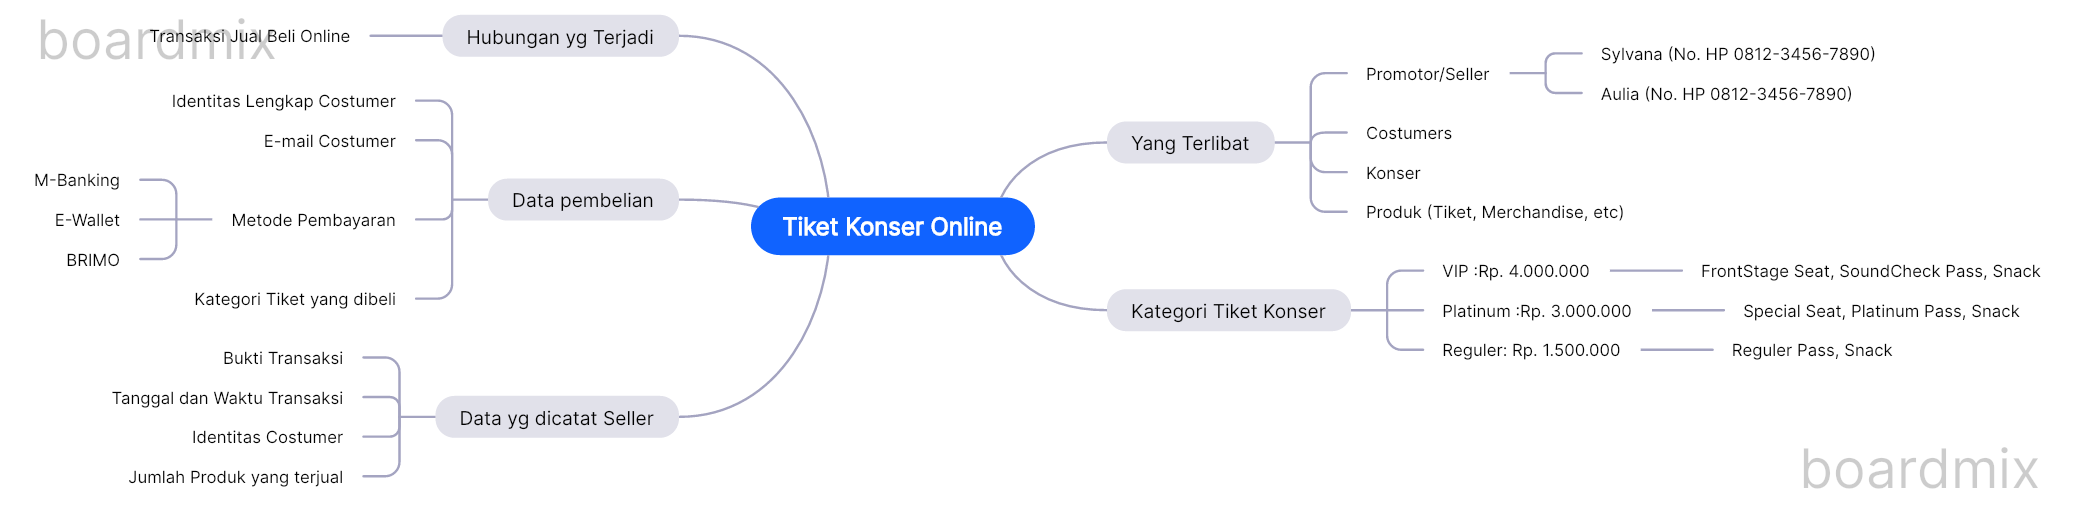 boardmix
Tiket Konser Online
Hubungan yg Terjadi
Transaksi Jual Beli Online
Data pembelian
Identitas Lengkap Costumer
E-mail Costumer
Metode Pembayaran
M-Banking
E-Wallet
BRIMO
Kategori Tiket yang dibeli
Data yg dicatat Seller
Bukti Transaksi
Tanggal dan Waktu Transaksi
Identitas Costumer
Jumlah Produk yang terjual
Yang Terlibat
Promotor/Seller
Sylvana (No. HP 0812-3456-7890)
Aulia (No. HP 0812-3456-7890)
Costumers
Konser
Produk (Tiket, Merchandise, etc)
Kategori Tiket Konser
VIP :Rp. 4.000.000
FrontStage Seat, SoundCheck Pass, Snack
Platinum :Rp. 3.000.000
Special Seat, Platinum Pass, Snack
Reguler: Rp. 1.500.000
Reguler Pass, Snack
boardmix